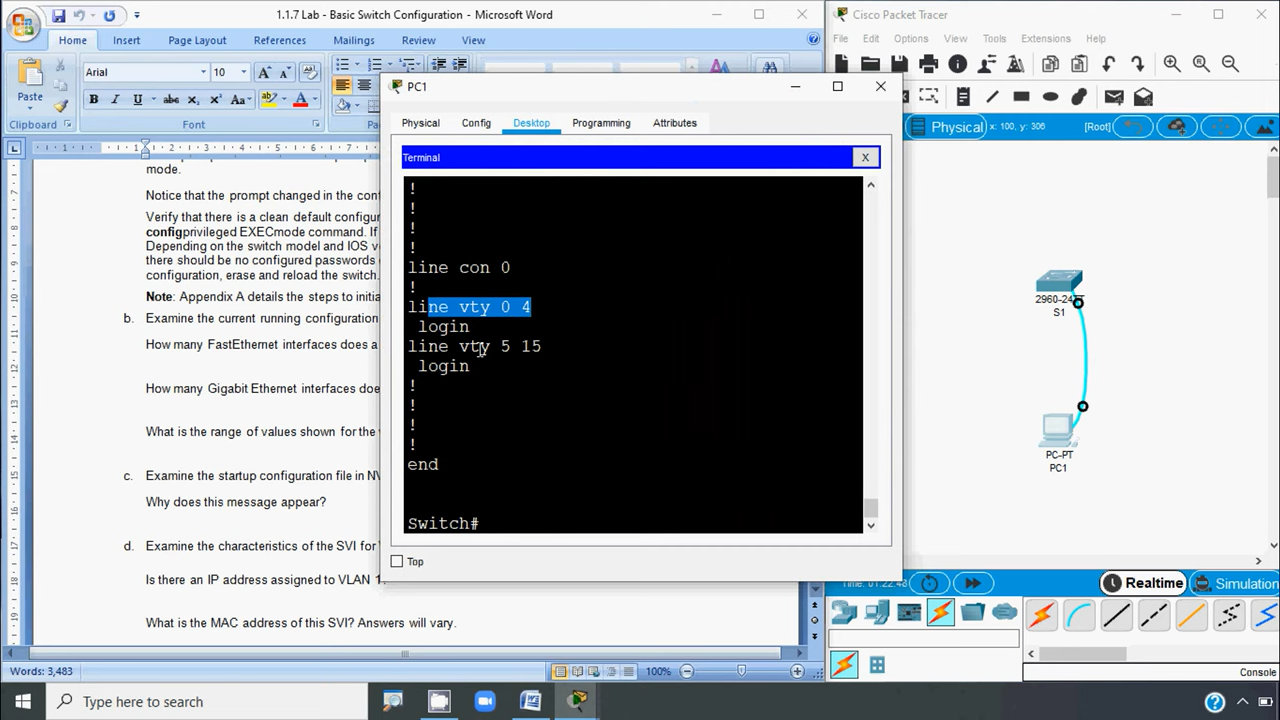 1.1.7 Lab - Basic Switch Configuration - Microsoft Word
Home
Insert
Page Layout
References
Mailings
Review
View
Paste
Clipboard
Arial
10
Font
mode.
Notice that the prompt changed in the conf
Verify that there is a clean default configur
configprivileged EXECmode command. If
Depending on the switch model and IOS v
there should be no configured passwords
configuration, erase and reload the switch.
Note: Appendix A details the steps to initia
b. Examine the current running configuration
How many FastEthernet interfaces does a
How many Gigabit Ethernet interfaces does
What is the range of values shown for the v
c. Examine the startup configuration file in NV
Why does this message appear?
d. Examine the characteristics of the SVI for V
Is there an IP address assigned to VLAN 1?
What is the MAC address of this SVI? Answers will vary.
Words: 3,483
100%
PC1
Physical
Config
Desktop
Programming
Attributes
Terminal
X
!
!
!
!
line con 0
!
line vty 0 4
login
line vty 5 15
login
!
!
!
!
end
Switch#
Top
Cisco Packet Tracer
File
Edit
Options
View
Tools
Extensions
Help
Physical
x: 100, y: 306
[Root]
2960-24TT
S1
PC-PT
PC1
Time: 01:22:48
Realtime
Simulation
Console
Type here to search